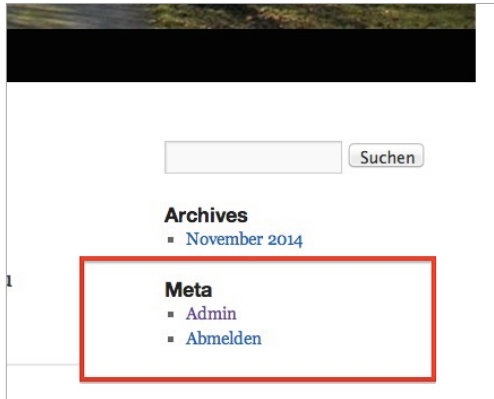 Suchen
Archives
November 2014
Meta
Admin
Abmelden